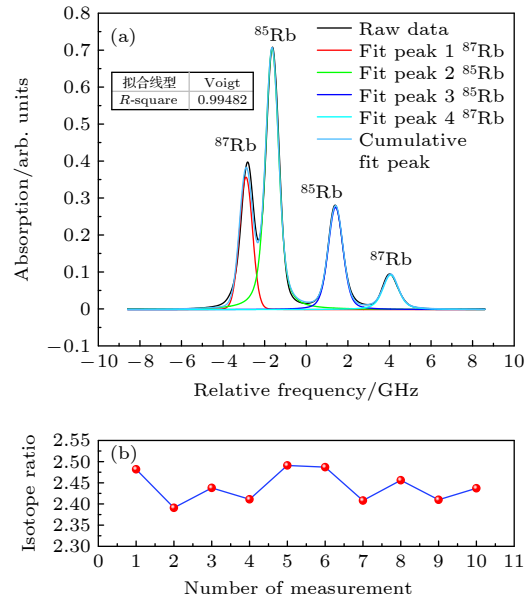 (a)
⁸⁵Rb
⁸⁷Rb
⁸⁵Rb
⁸⁷Rb
拟合线型 Voigt
R-square 0.99482
Raw data
Fit peak 1 ⁸⁷Rb
Fit peak 2 ⁸⁵Rb
Fit peak 3 ⁸⁵Rb
Fit peak 4 ⁸⁷Rb
Cumulative
fit peak
Absorption/arb. units
0.8
0.7
0.6
0.5
0.4
0.3
0.2
0.1
0
−0.1
−10 −8 −6 −4 −2 0 2 4 6 8 10
Relative frequency/GHz
(b)
Isotope ratio
2.55
2.50
2.45
2.40
2.35
2.30
0 1 2 3 4 5 6 7 8 9 10 11
Number of measurement